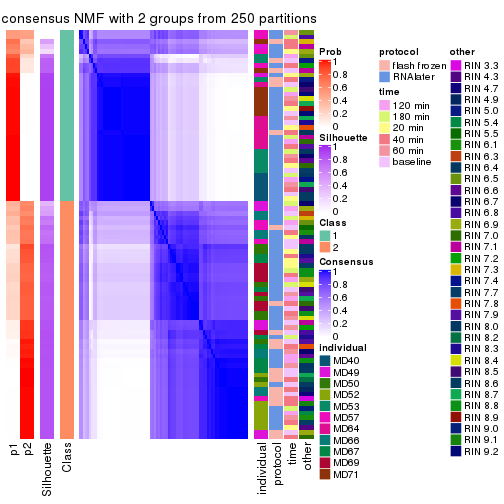 consensus NMF with 2 groups from 250 partitions
Prob
1
0.8
0.6
0.4
0.2
0
Silhouette
1
0.8
0.6
0.4
0.2
0
Class
1
2
Consensus
1
0.8
0.6
0.4
0.2
0
individual
MD40
MD49
MD50
MD52
MD53
MD57
MD64
MD66
MD67
MD69
MD71
protocol
flash frozen
RNAlater
time
120 min
180 min
20 min
40 min
60 min
baseline
other
RIN 3.3
RIN 4.3
RIN 4.7
RIN 4.9
RIN 5.0
RIN 5.4
RIN 5.5
RIN 6.1
RIN 6.3
RIN 6.4
RIN 6.5
RIN 6.6
RIN 6.7
RIN 6.8
RIN 6.9
RIN 7.0
RIN 7.1
RIN 7.2
RIN 7.3
RIN 7.4
RIN 7.7
RIN 7.8
RIN 7.9
RIN 8.0
RIN 8.2
RIN 8.3
RIN 8.4
RIN 8.5
RIN 8.6
RIN 8.7
RIN 8.8
RIN 8.9
RIN 9.0
RIN 9.1
RIN 9.2
p1
p2
Silhouette
Class
individual
protocol
time
other